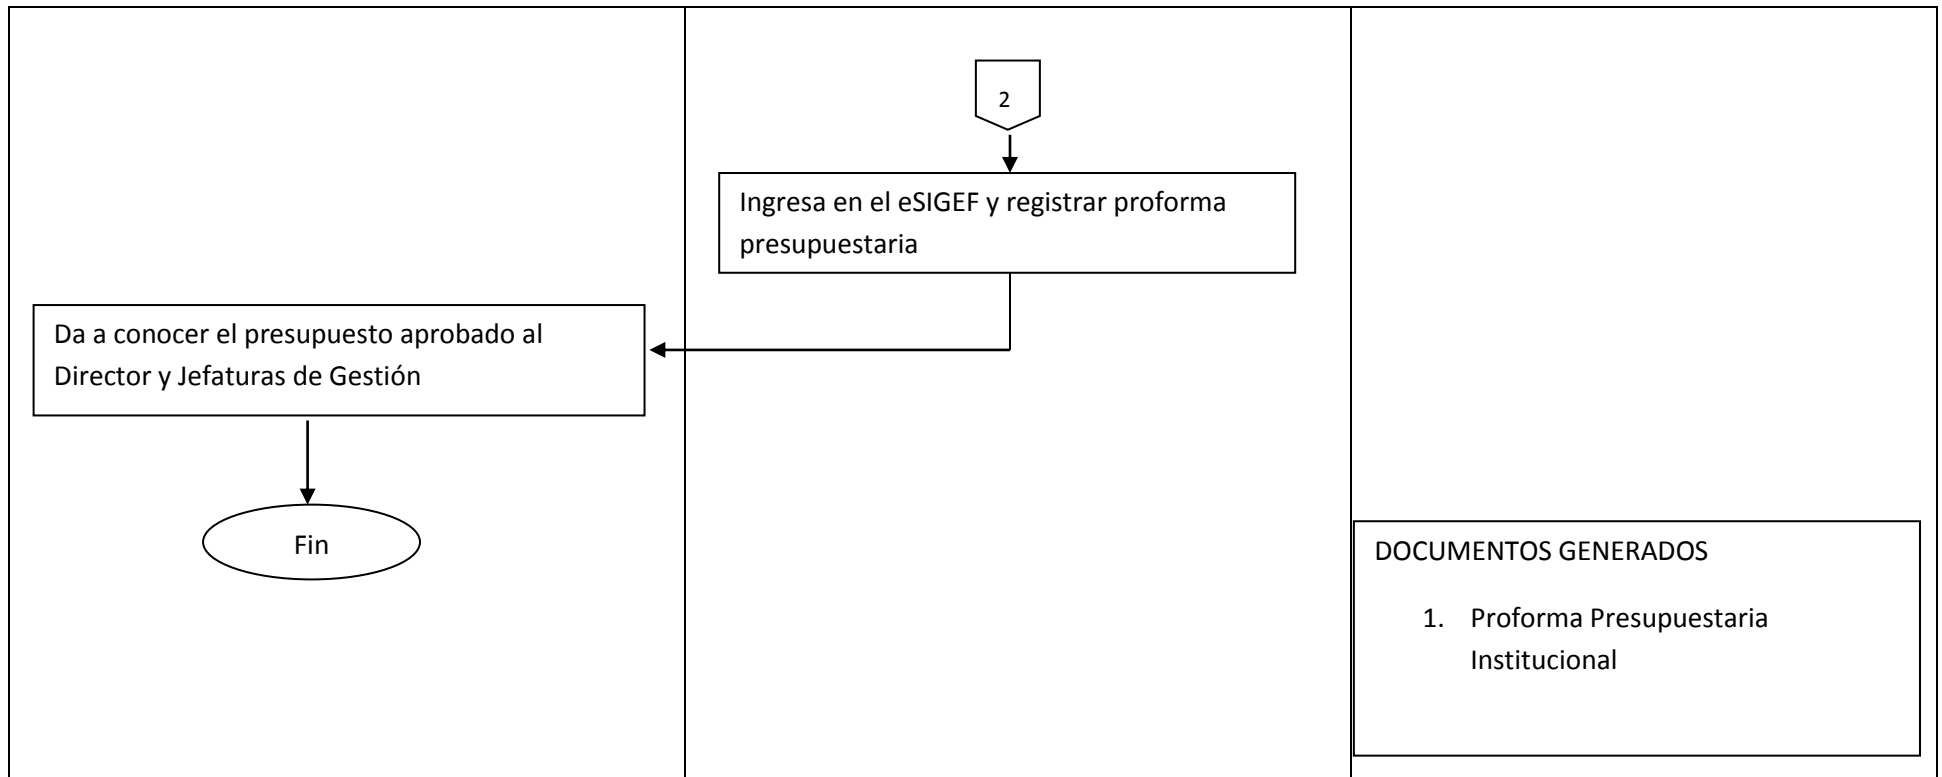 2
Ingresa en el eSIGEF y registrar proforma
presupuestaria
Da a conocer el presupuesto aprobado al
Director y Jefaturas de Gestión
Fin
DOCUMENTOS GENERADOS
1. Proforma Presupuestaria
Institucional